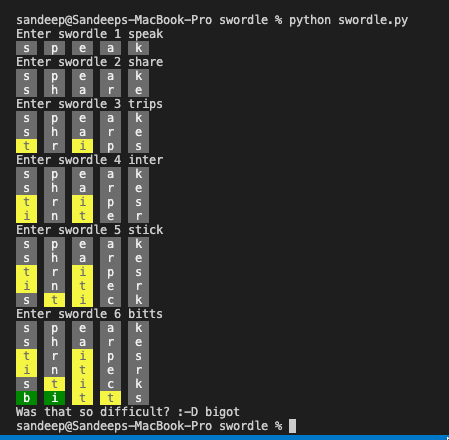 sandeep@Sandeeps-MacBook-Pro swordle % python swordle.py
Enter swordle 1 speak
s p e a k
Enter swordle 2 share
s p e a k
s h a r e
Enter swordle 3 trips
s p e a k
s h a r e
t r i p s
Enter swordle 4 inter
s p e a k
s h a r e
t r i p s
i n t e r
Enter swordle 5 stick
s p e a k
s h a r e
t r i p s
i n t e r
s t i c k
Enter swordle 6 bitts
s p e a k
s h a r e
t r i p s
i n t e r
s t i c k
b i t t s
Was that so difficult? :-D bigot
sandeep@Sandeeps-MacBook-Pro swordle %